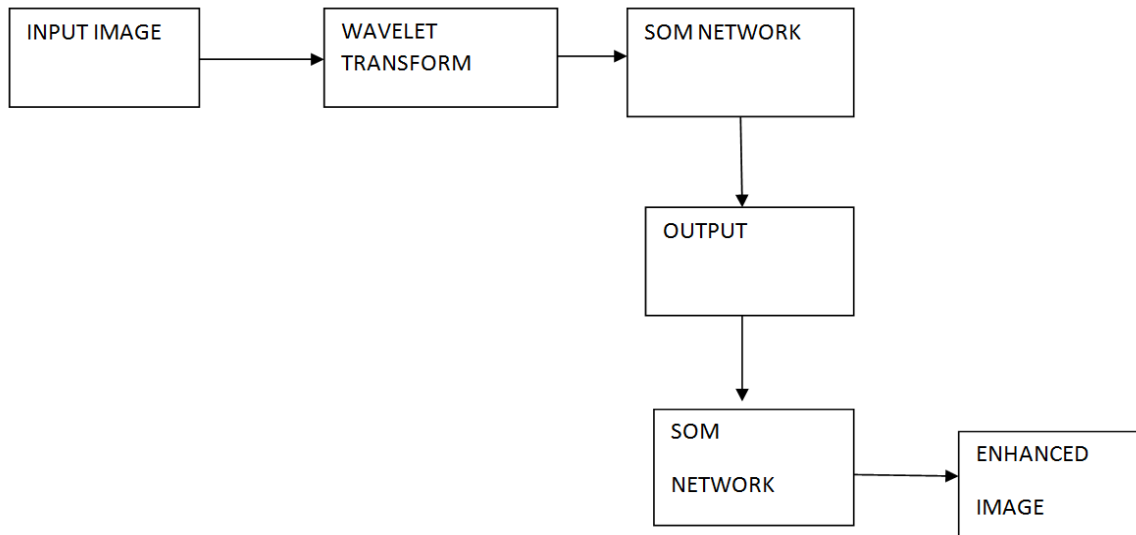 INPUT IMAGE
WAVELET
TRANSFORM
SOM NETWORK
OUTPUT
SOM
NETWORK
ENHANCED
IMAGE